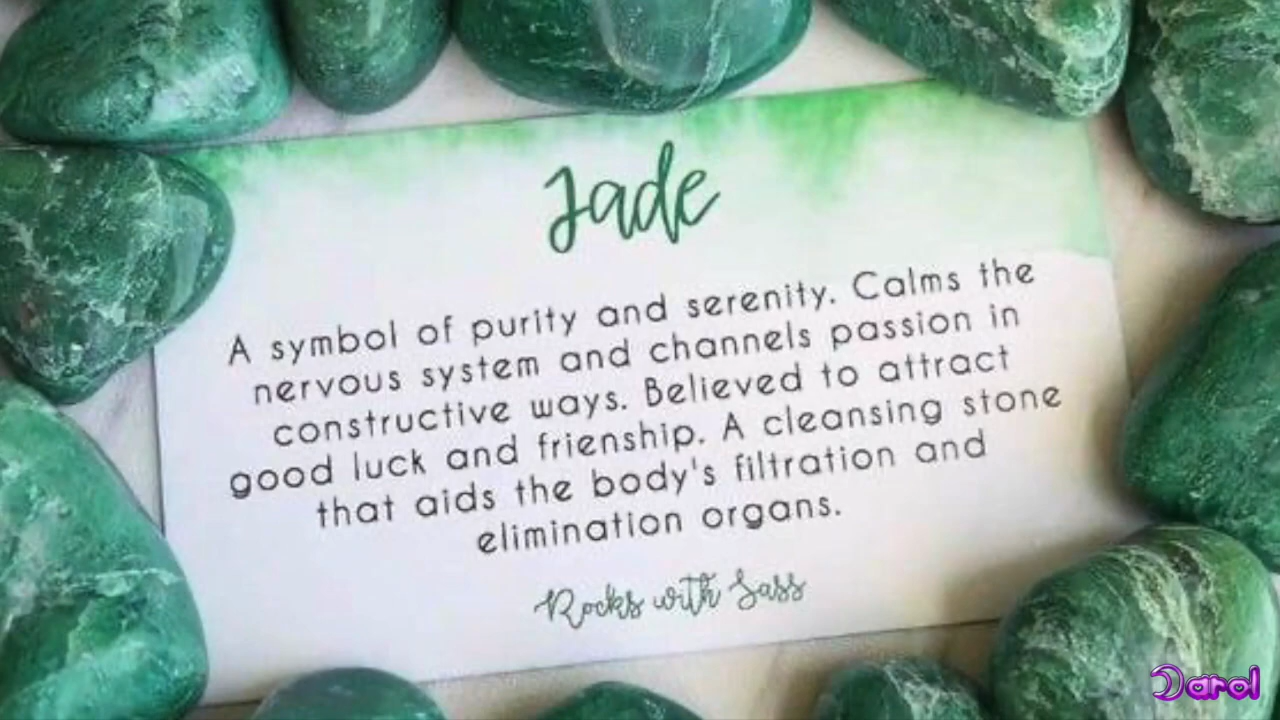 Jade
A symbol of purity and serenity. Calms the
nervous system and channels passion in
constructive ways. Believed to attract
good luck and frienship. A cleansing stone
that aids the body's filtration and
elimination organs.
Rocks with Sass
Darol